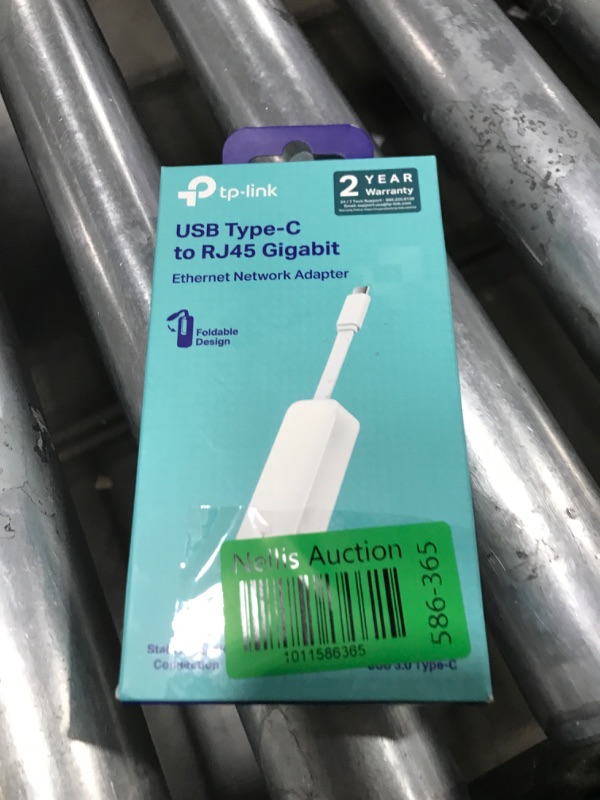 tp-link
2 YEAR
Warranty
USB Type-C
to RJ45 Gigabit
Ethernet Network Adapter
Foldable
Design
Nellis Auction
586-365
1011586365
Connection
USB 3.0 Type-C